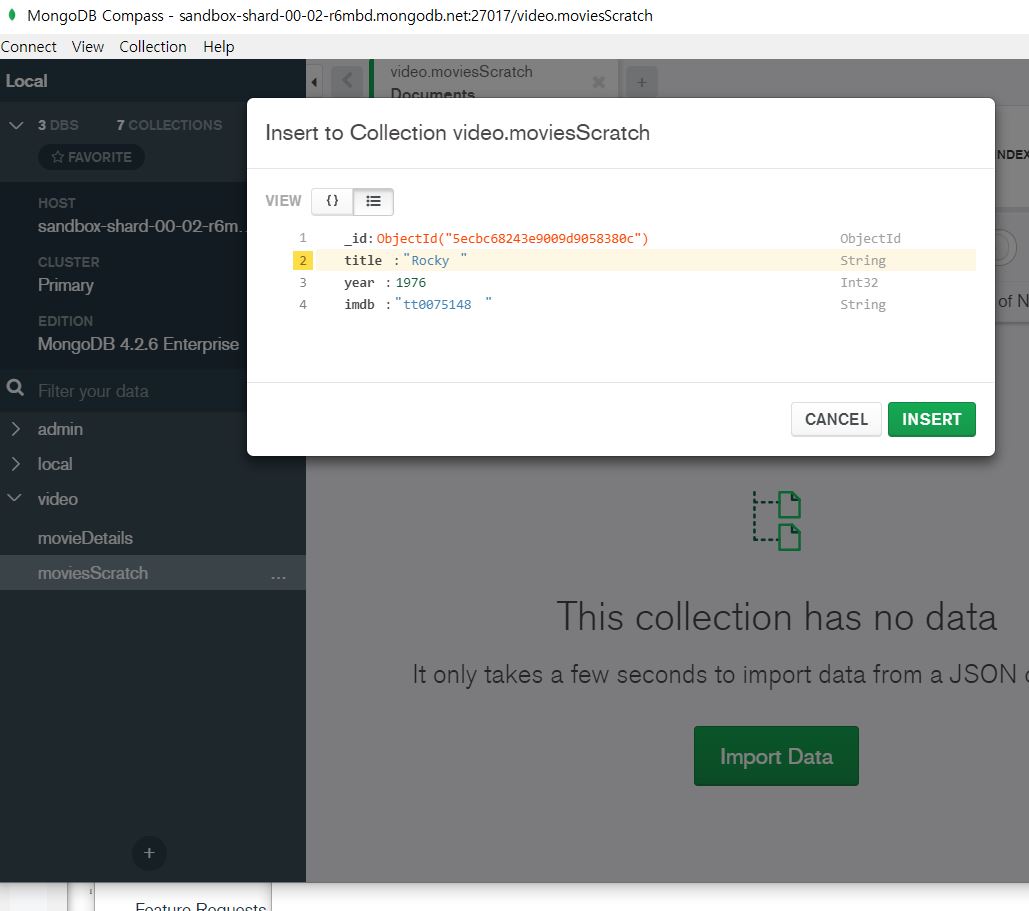 MongoDB Compass - sandbox-shard-00-02-r6mbd.mongodb.net:27017/video.moviesScratch
Connect View Collection Help
Local
video.moviesScratch
Documents
3 DBS 7 COLLECTIONS
FAVORITE
HOST
sandbox-shard-00-02-r6m...
CLUSTER
Primary
EDITION
MongoDB 4.2.6 Enterprise
Filter your data
admin
local
video
movieDetails
moviesScratch ...
Insert to Collection video.moviesScratch
VIEW {}
1 _id: ObjectId("5ecbc68243e9009d9058380c") ObjectId
2 title : "Rocky " String
3 year : 1976 Int32
4 imdb : "tt0075148 " String
CANCEL INSERT
of N
This collection has no data
It only takes a few seconds to import data from a JSON
Import Data
Feature Requests